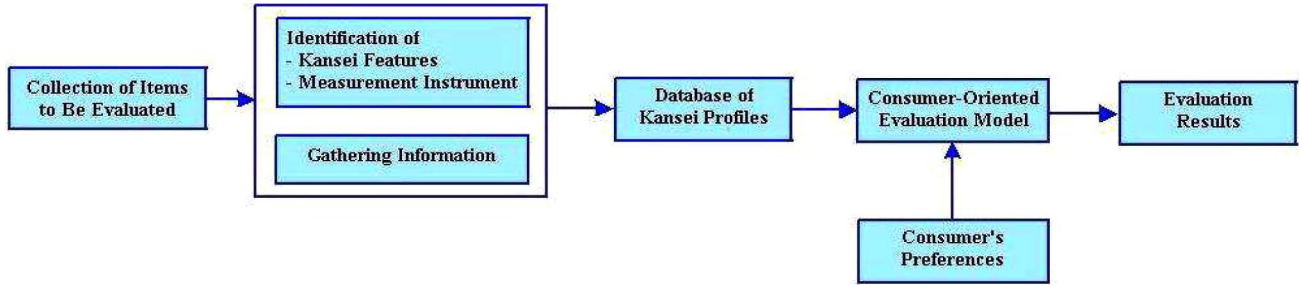 Collection of Items
to Be Evaluated
Identification of
- Kansei Features
- Measurement Instrument
Gathering Information
Database of
Kansei Profiles
Consumer-Oriented
Evaluation Model
Evaluation
Results
Consumer's
Preferences